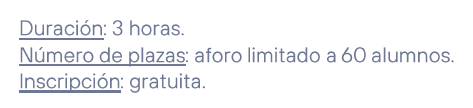 Duración: 3 horas.
Número de plazas: aforo limitado a 60 alumnos.
Inscripción: gratuita.